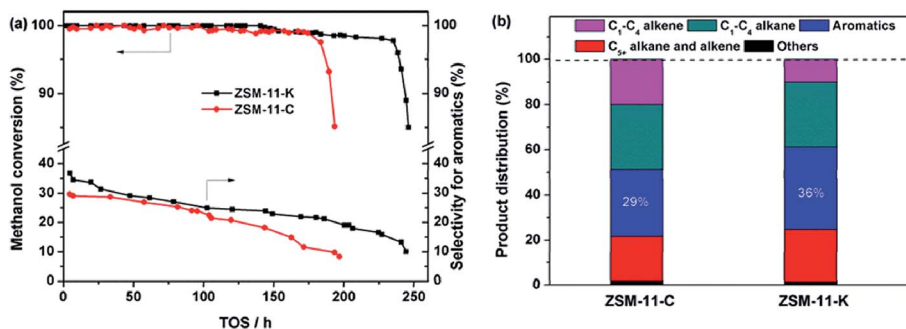 (a)
100
90
40
30
20
10
0
Methanol conversion (%)
ZSM-11-K
ZSM-11-C
100
90
40
30
20
10
0
Selectivity for aromatics (%)
0 50 100 150 200 250
TOS / h
(b)
C₁-C₄ alkene C₁-C₄ alkane Aromatics
C₅₊ alkane and alkene Others
100
80
60
40
20
0
Product distribution (%)
29%
36%
ZSM-11-C ZSM-11-K